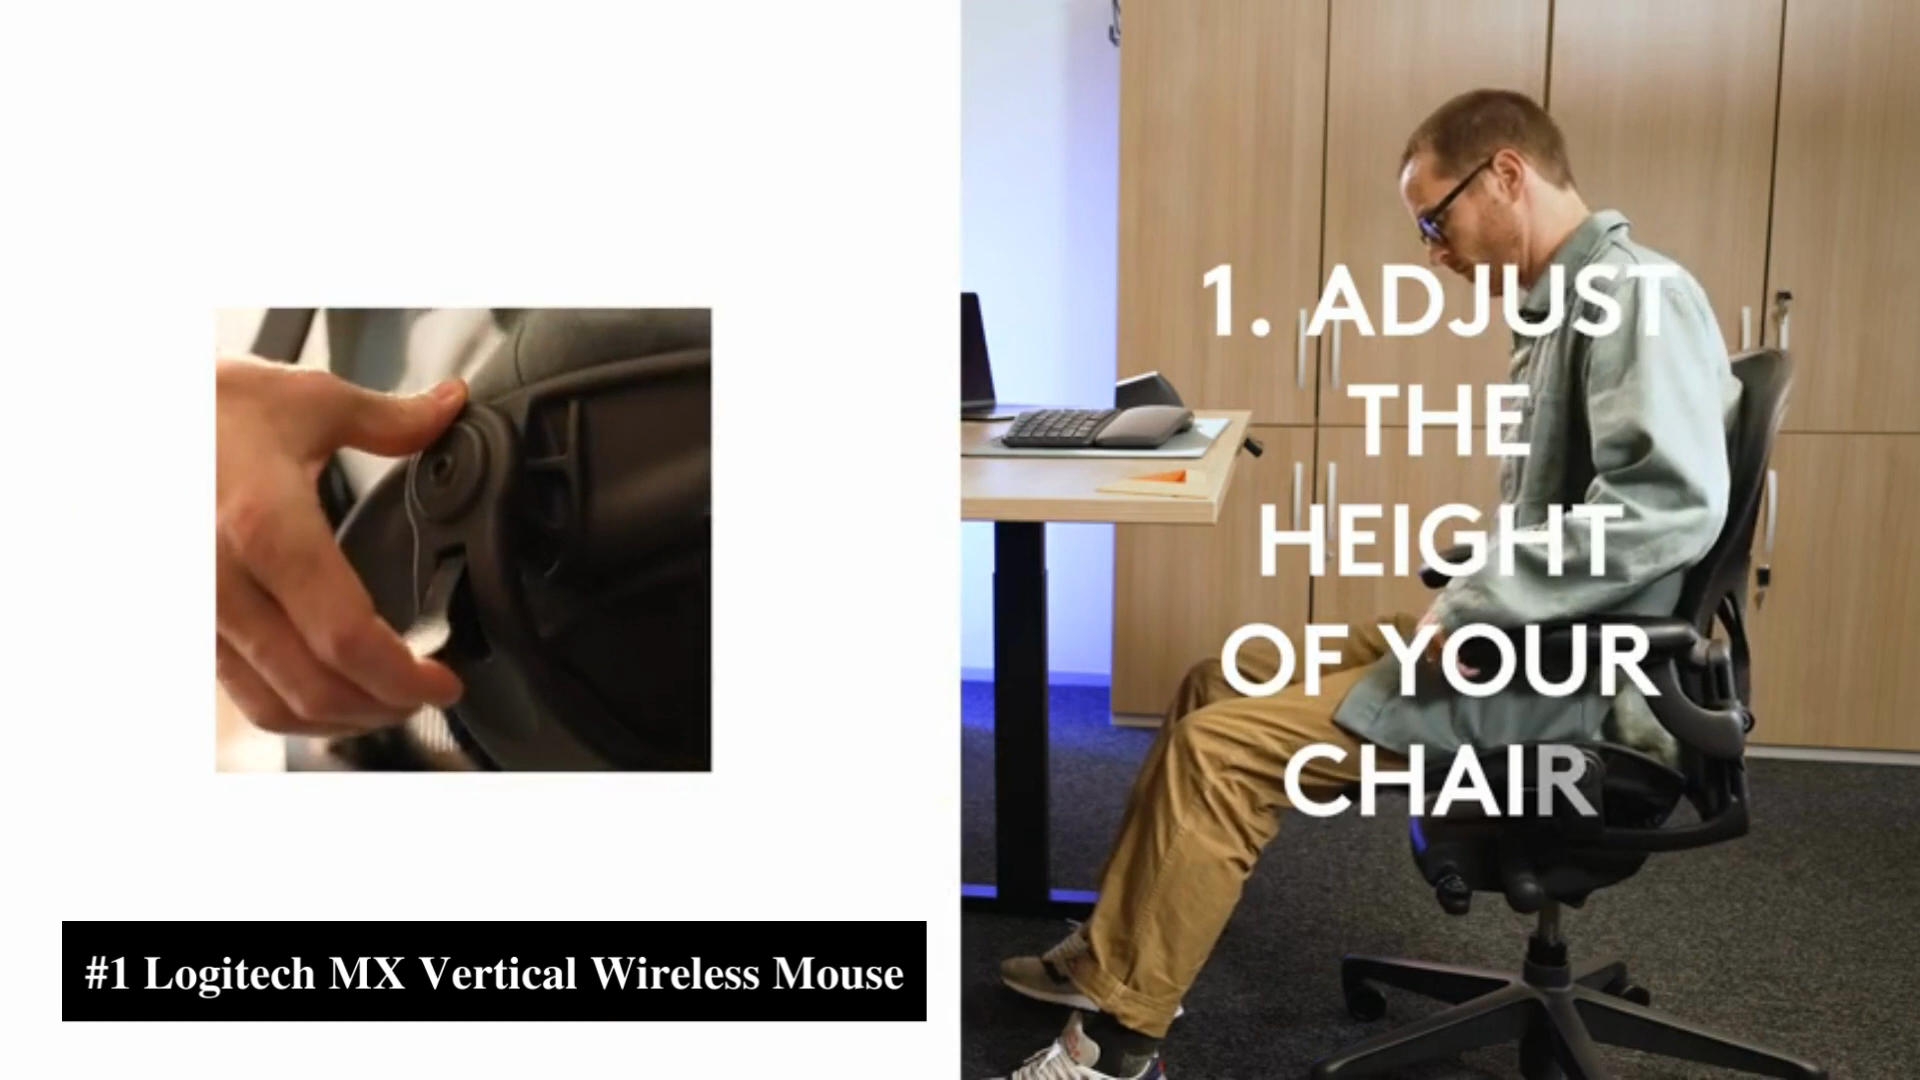 1. ADJUST
THE
HEIGHT
OF YOUR
CHAIR
#1 Logitech MX Vertical Wireless Mouse